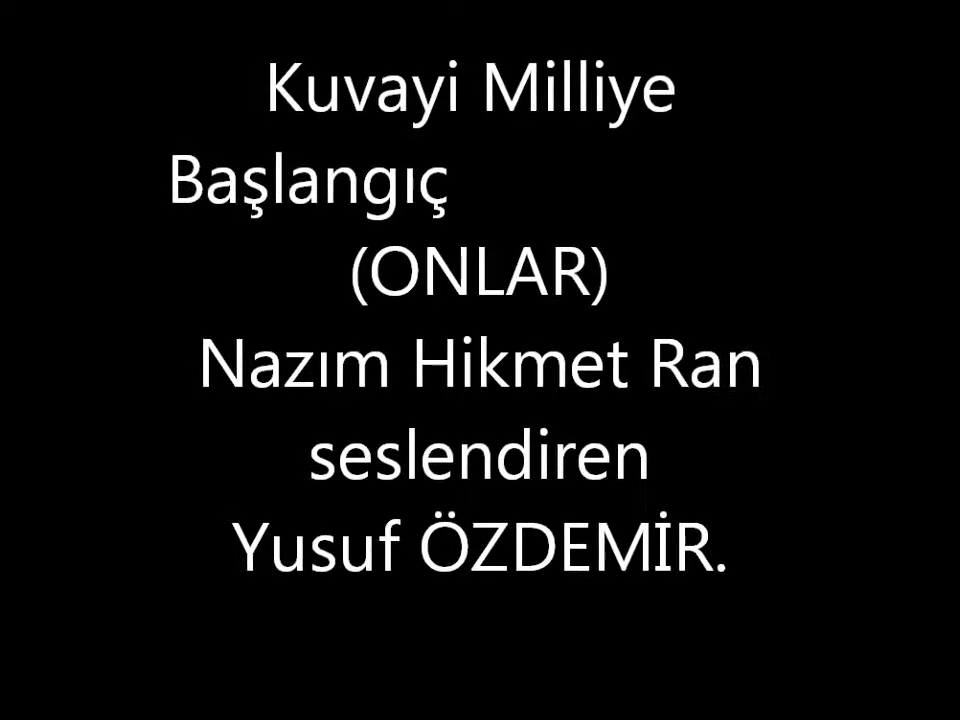 Kuvayi Milliye
Başlangıç
(ONLAR)
Nazım Hikmet Ran
seslendiren
Yusuf ÖZDEMİR.